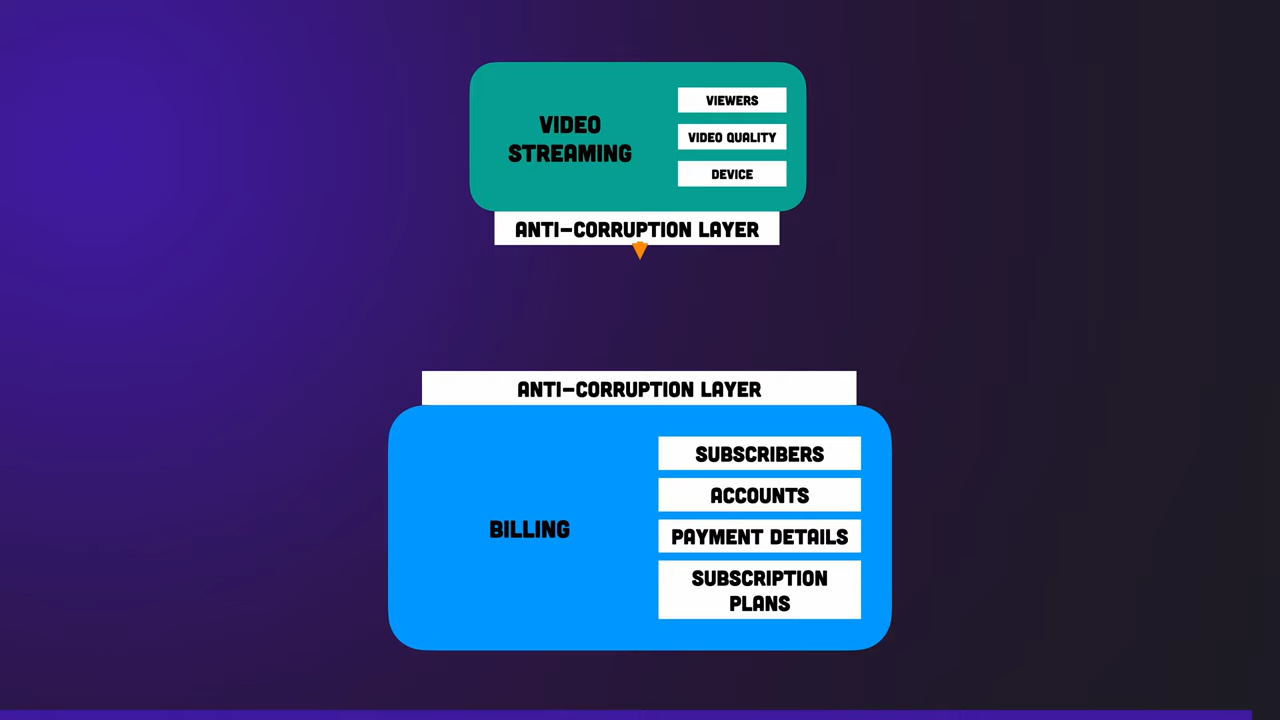 VIDEO
STREAMING
VIEWERS
VIDEO QUALITY
DEVICE
ANTI-CORRUPTION LAYER
ANTI-CORRUPTION LAYER
BILLING
SUBSCRIBERS
ACCOUNTS
PAYMENT DETAILS
SUBSCRIPTION
PLANS